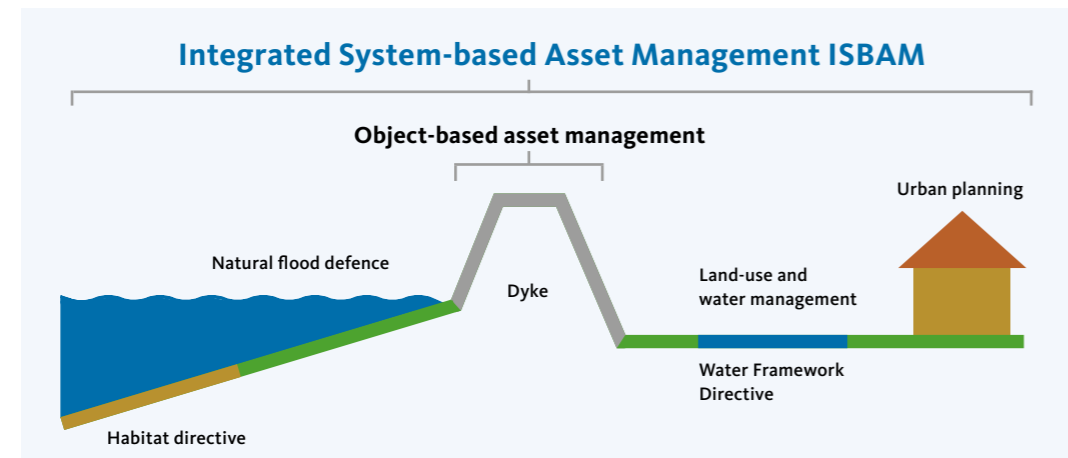 Integrated System-based Asset Management ISBAM
Object-based asset management
Urban planning
Natural flood defence
Land-use and
water management
Dyke
Water Framework
Directive
Habitat directive